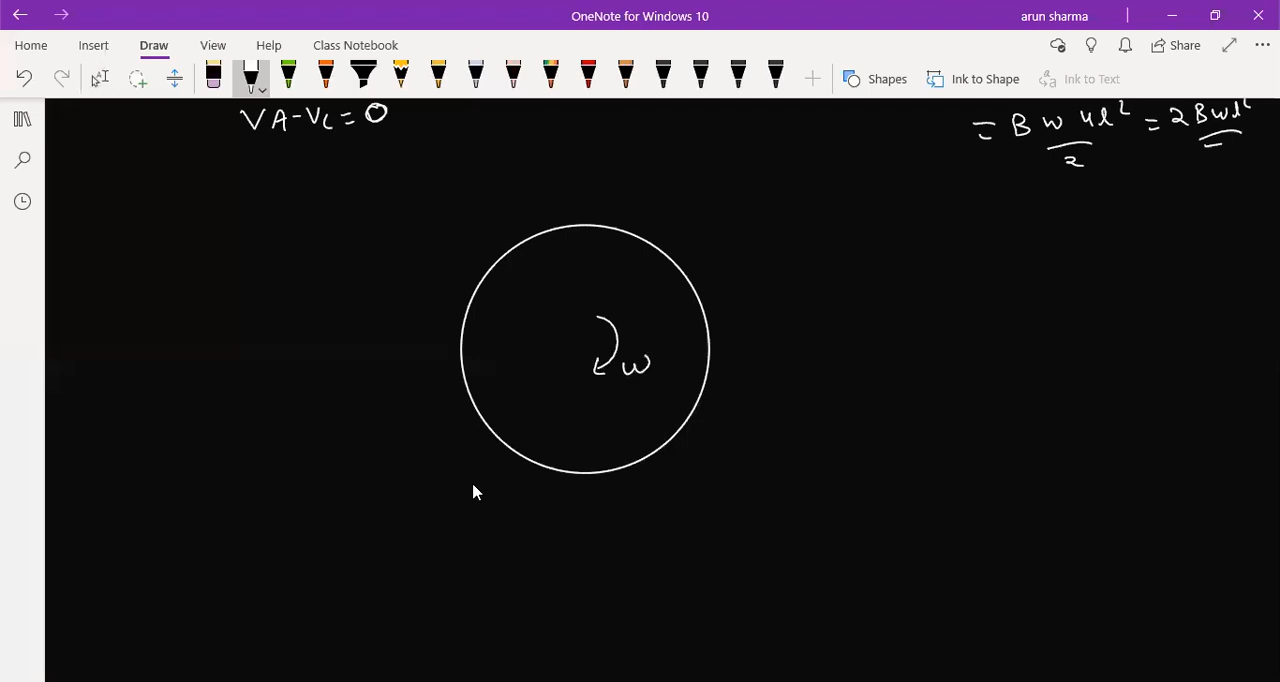 OneNote for Windows 10
arun sharma
Home Insert Draw View Help Class Notebook
Share
Shapes
Ink to Shape
Ink to Text
VA-VC = 0
= B w 4l² = 2Bwl²
2
w